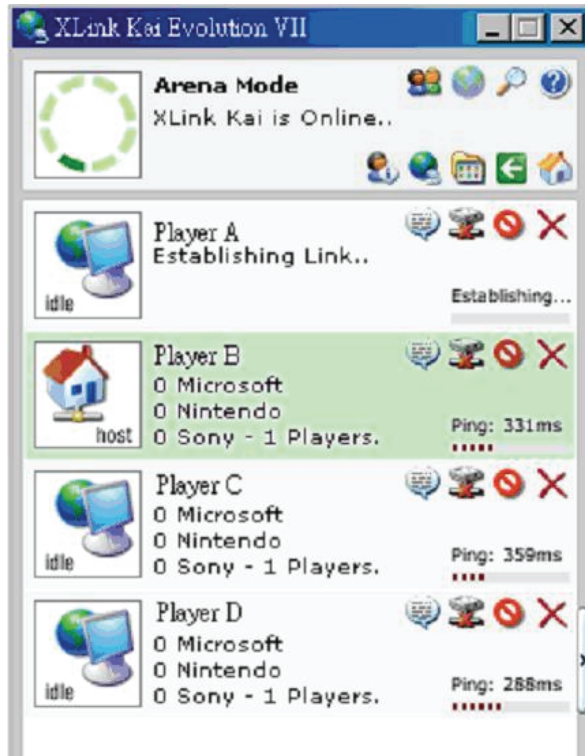 XLink Kai Evolution VII
Arena Mode
XLink Kai is Online..
Player A
Establishing Link..
idle
Establishing...
Player B
0 Microsoft
0 Nintendo
0 Sony - 1 Players.
host
Ping: 331ms
Player C
0 Microsoft
0 Nintendo
0 Sony - 1 Players.
idle
Ping: 359ms
Player D
0 Microsoft
0 Nintendo
0 Sony - 1 Players.
idle
Ping: 288ms